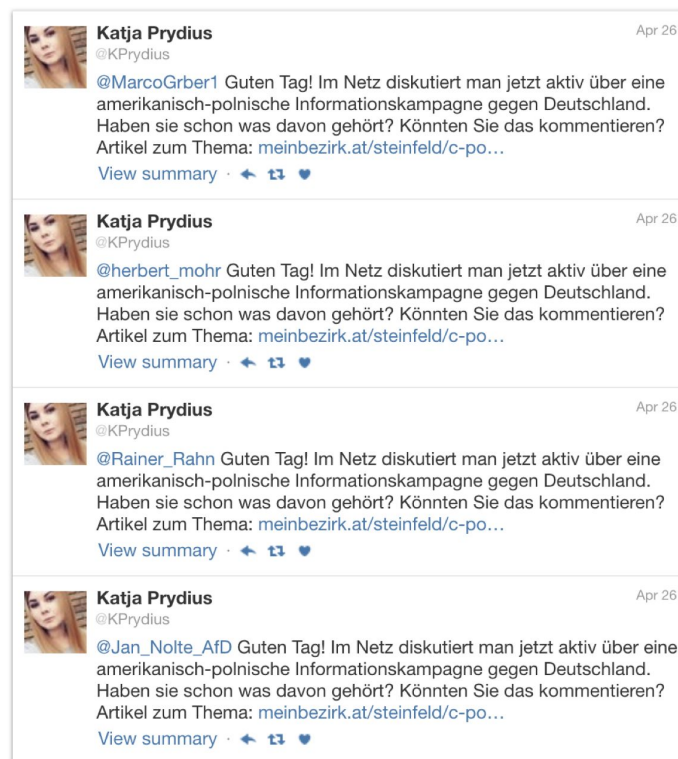 Katja Prydius Apr 26
@KPrydius
@MarcoGrber1 Guten Tag! Im Netz diskutiert man jetzt aktiv über eine
amerikanisch-polnische Informationskampagne gegen Deutschland.
Haben sie schon was davon gehört? Könnten Sie das kommentieren?
Artikel zum Thema: meinbezirk.at/steinfeld/c-po…
View summary ·
Katja Prydius Apr 26
@KPrydius
@herbert_mohr Guten Tag! Im Netz diskutiert man jetzt aktiv über eine
amerikanisch-polnische Informationskampagne gegen Deutschland.
Haben sie schon was davon gehört? Könnten Sie das kommentieren?
Artikel zum Thema: meinbezirk.at/steinfeld/c-po…
View summary ·
Katja Prydius Apr 26
@KPrydius
@Rainer_Rahn Guten Tag! Im Netz diskutiert man jetzt aktiv über eine
amerikanisch-polnische Informationskampagne gegen Deutschland.
Haben sie schon was davon gehört? Könnten Sie das kommentieren?
Artikel zum Thema: meinbezirk.at/steinfeld/c-po…
View summary ·
Katja Prydius Apr 26
@KPrydius
@Jan_Nolte_AfD Guten Tag! Im Netz diskutiert man jetzt aktiv über eine
amerikanisch-polnische Informationskampagne gegen Deutschland.
Haben sie schon was davon gehört? Könnten Sie das kommentieren?
Artikel zum Thema: meinbezirk.at/steinfeld/c-po…
View summary ·